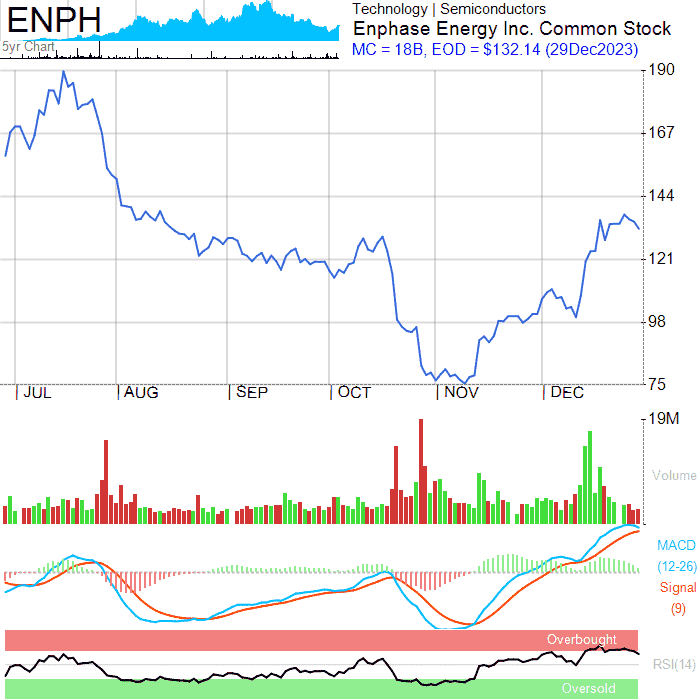 ENPH
5yr Chart
Technology | Semiconductors
Enphase Energy Inc. Common Stock
MC = 18B, EOD = $132.14 (29Dec2023)
190
167
144
121
98
75
JUL AUG SEP OCT NOV DEC
19M
Volume
MACD
(12-26)
Signal
(9)
Overbought
RSI(14)
Oversold